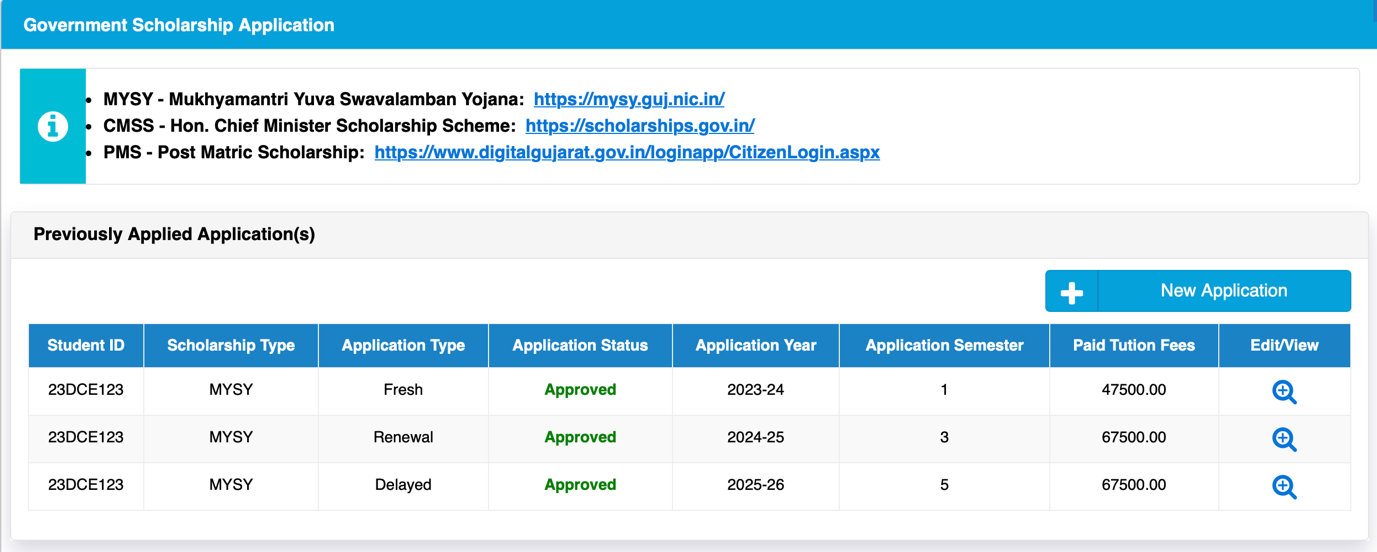 Government Scholarship Application
MYSY - Mukhyamantri Yuva Swavalamban Yojana: https://mysy.guj.nic.in/
CMSS - Hon. Chief Minister Scholarship Scheme: https://scholarships.gov.in/
PMS - Post Matric Scholarship: https://www.digitalgujarat.gov.in/loginapp/CitizenLogin.aspx
Previously Applied Application(s)
New Application
Student ID Scholarship Type Application Type Application Status Application Year Application Semester Paid Tution Fees Edit/View
23DCE123 MYSY Fresh Approved 2023-24 1 47500.00
23DCE123 MYSY Renewal Approved 2024-25 3 67500.00
23DCE123 MYSY Delayed Approved 2025-26 5 67500.00